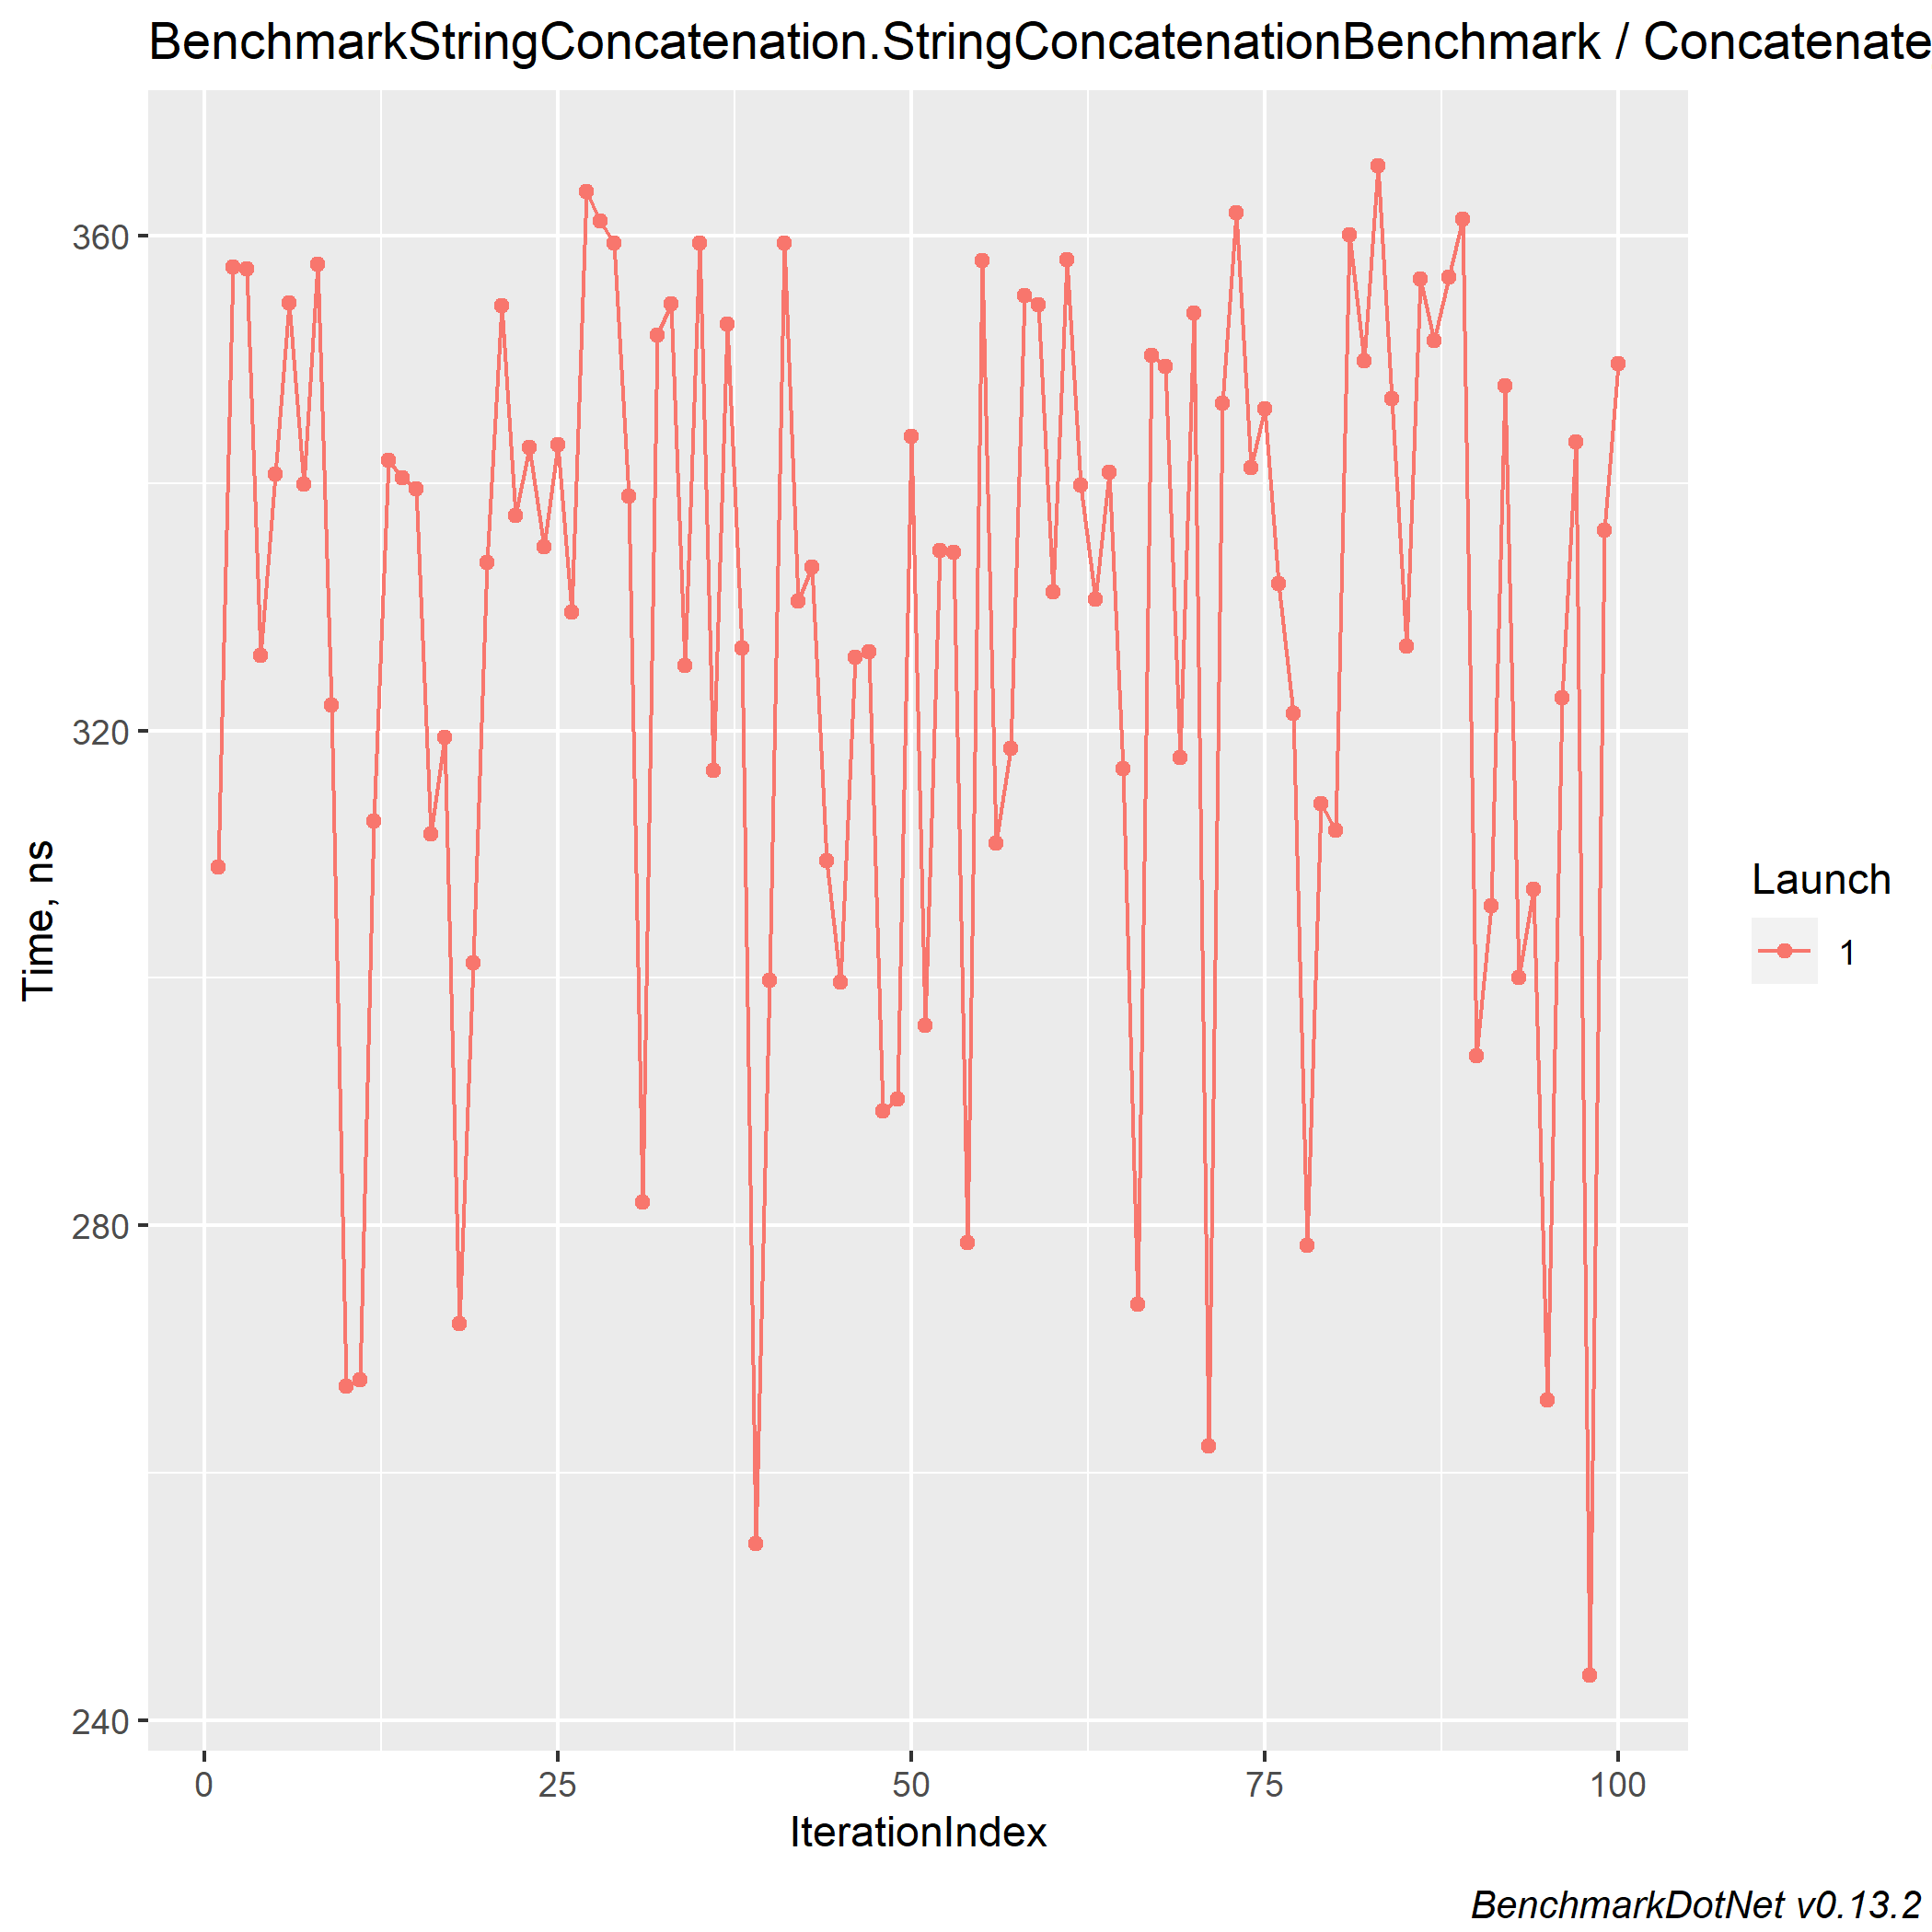 BenchmarkStringConcatenation.StringConcatenationBenchmark / Concatenate
360
320
280
240
Time, ns
0 25 50 75 100
IterationIndex
Launch
1
BenchmarkDotNet v0.13.2